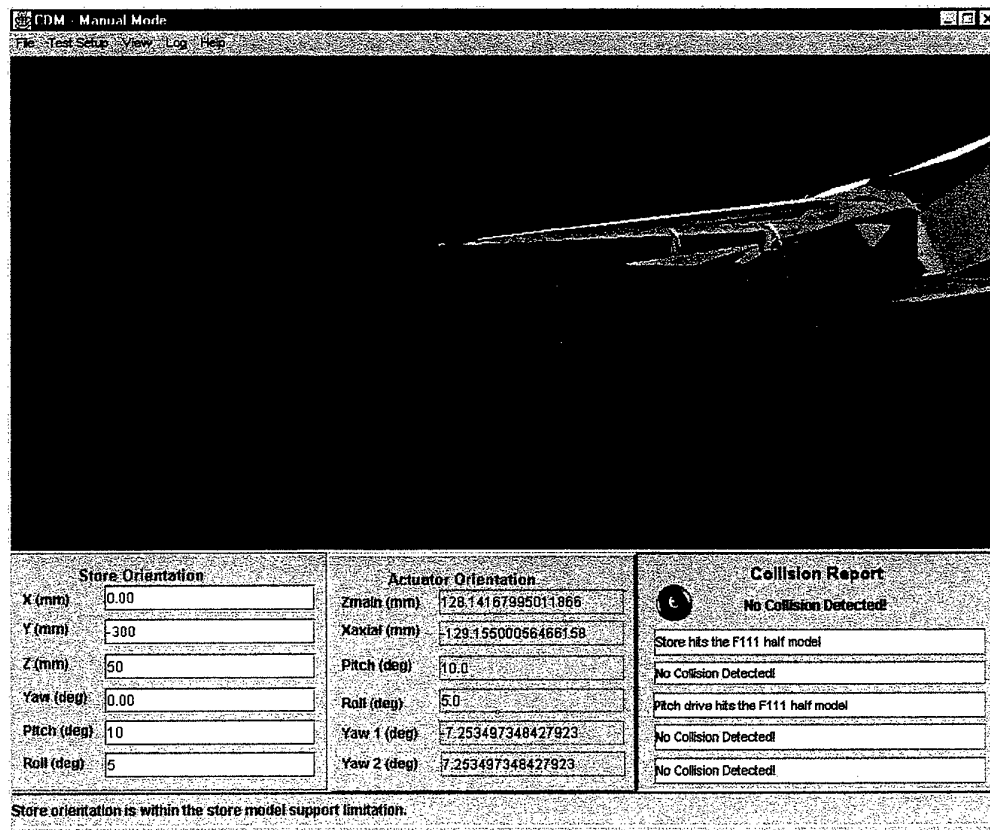 CDM - Manual Mode
File Test Setup View Log Help
Store Orientation
X (mm) 0.00
Y (mm) -300
Z (mm) 50
Yaw (deg) 0.00
Pitch (deg) 10
Roll (deg) 5
Actuator Orientation
Zmain (mm) 128.14167995011866
Xaxial (mm) -129.15500056466158
Pitch (deg) 10.0
Roll (deg) 5.0
Yaw 1 (deg) -7.253497348427923
Yaw 2 (deg) 7.253497348427923
Collision Report
No Collision Detected!
Store hits the F111 half model
No Collision Detected!
Pitch drive hits the F111 half model
No Collision Detected!
No Collision Detected!
Store orientation is within the store model support limitation.